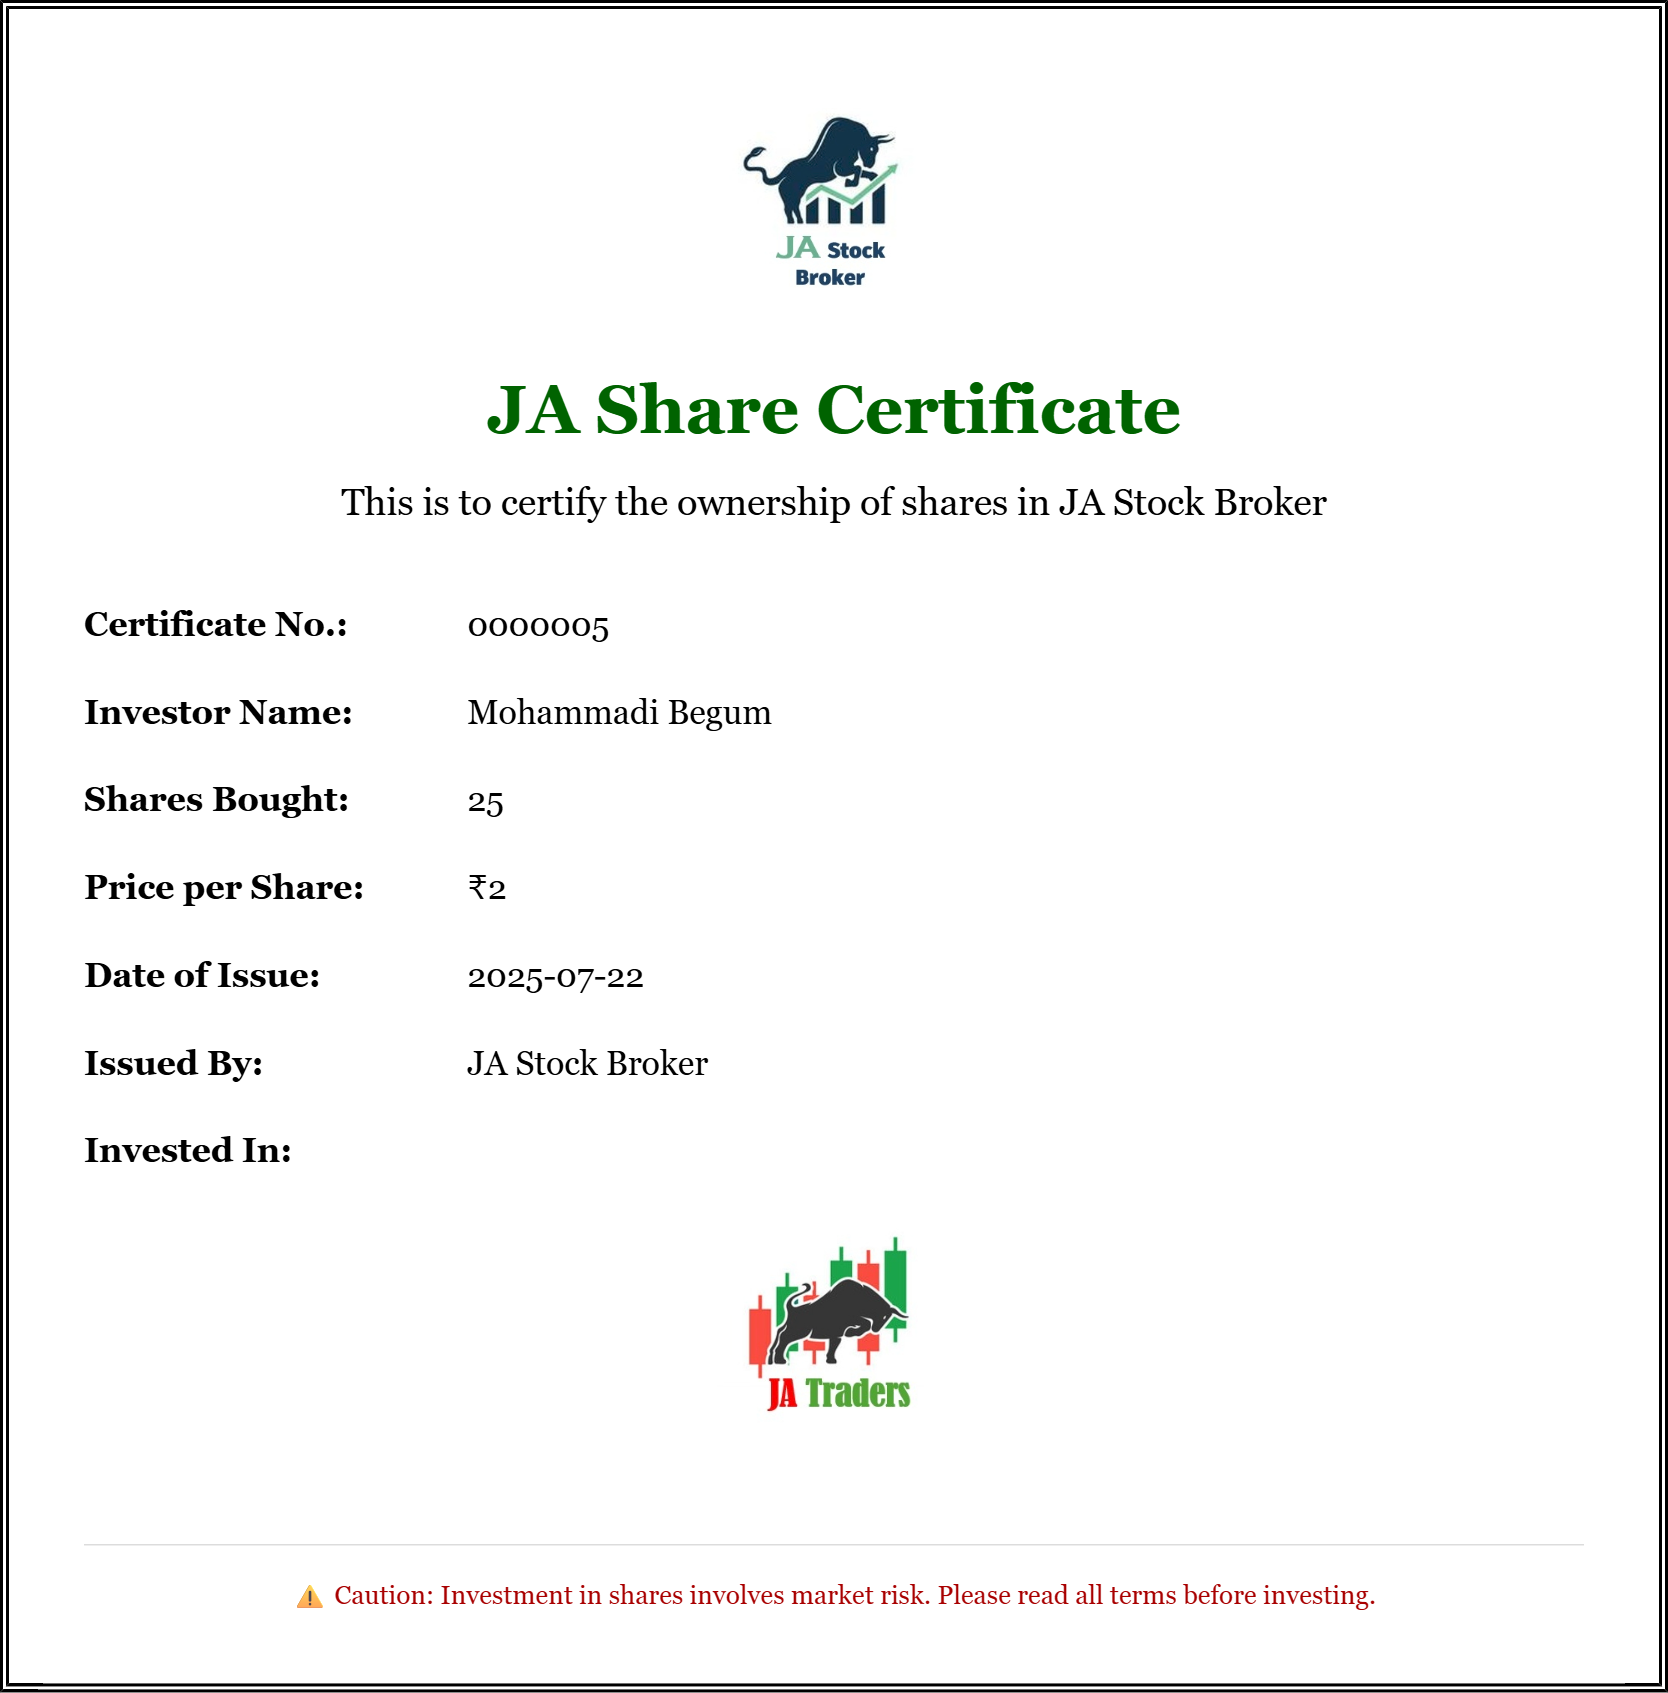 JA Stock
Broker
JA Share Certificate
This is to certify the ownership of shares in JA Stock Broker
Certificate No.: 0000005
Investor Name: Mohammadi Begum
Shares Bought: 25
Price per Share: ₹2
Date of Issue: 2025-07-22
Issued By: JA Stock Broker
Invested In:
JA Traders
⚠️ Caution: Investment in shares involves market risk. Please read all terms before investing.